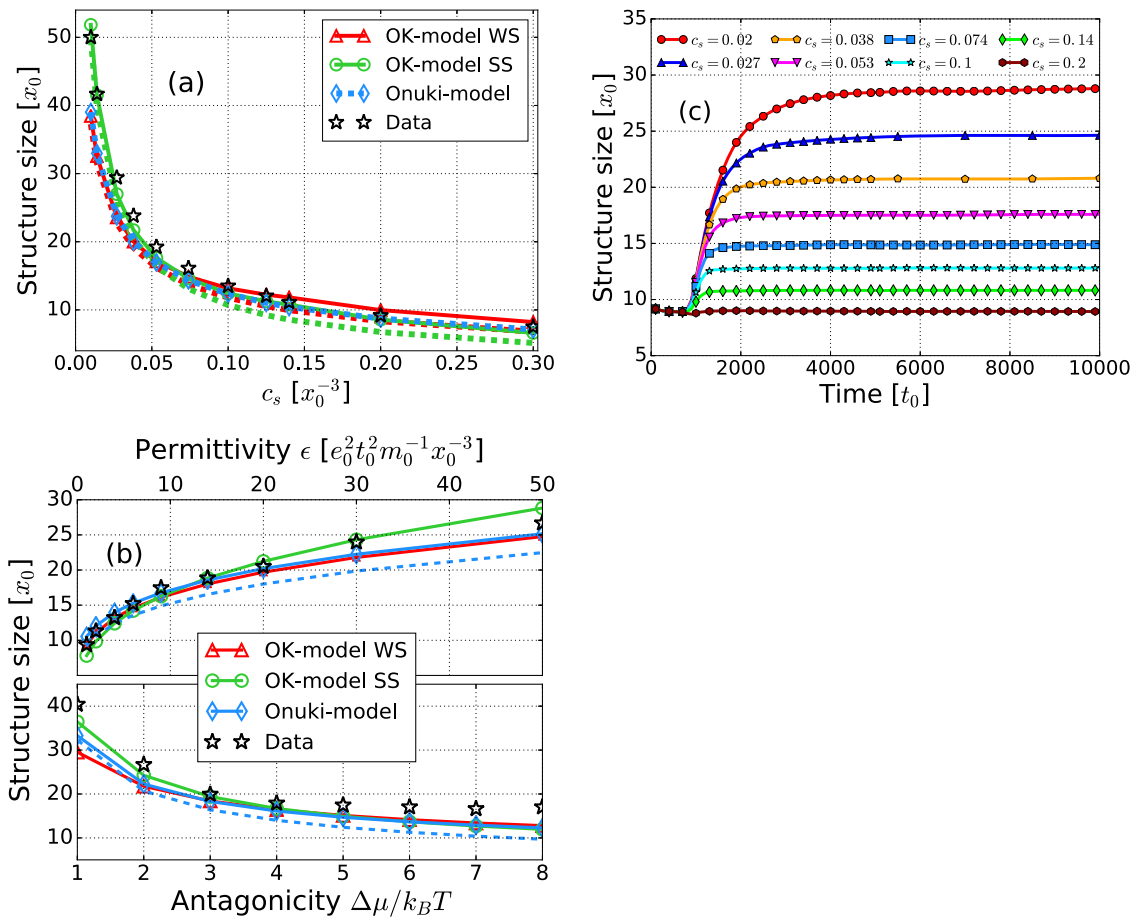 (a)
OK-model WS
OK-model SS
Onuki-model
Data
Structure size [x₀]
50
40
30
20
10
0.00 0.05 0.10 0.15 0.20 0.25 0.30
cₛ [x₀⁻³]
(c)
cₛ = 0.02 cₛ = 0.038 cₛ = 0.074 cₛ = 0.14
cₛ = 0.027 cₛ = 0.053 cₛ = 0.1 cₛ = 0.2
Structure size [x₀]
35
30
25
20
15
10
5
0 2000 4000 6000 8000 10000
Time [t₀]
Permittivity ϵ [e₀²t₀²m₀⁻¹x₀⁻³]
0 10 20 30 40 50
(b)
30
25
20
15
10
Structure size [x₀]
OK-model WS
OK-model SS
Onuki-model
Data
40
30
20
10
1 2 3 4 5 6 7 8
Antagonicity Δμ/k_BT